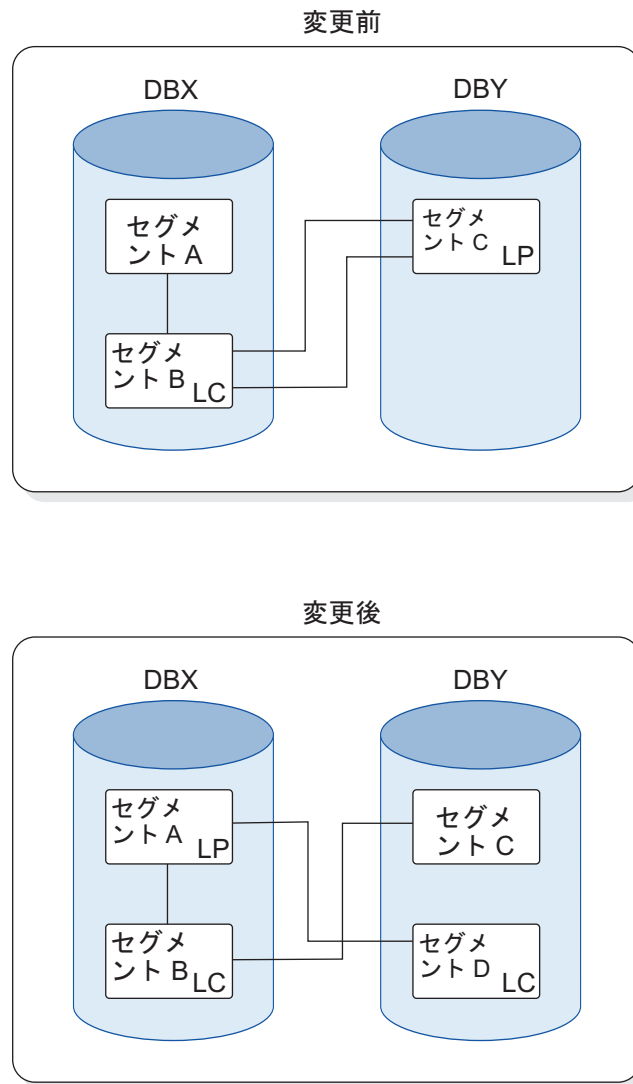 変更前
DBX
DBY
セグメ
ント A
セグメ
ント C
LP
セグメ
ント B
LC
変更後
DBX
DBY
セグメ
ント A
LP
セグメ
ント C
セグメ
ント B
LC
セグメ
ント D
LC